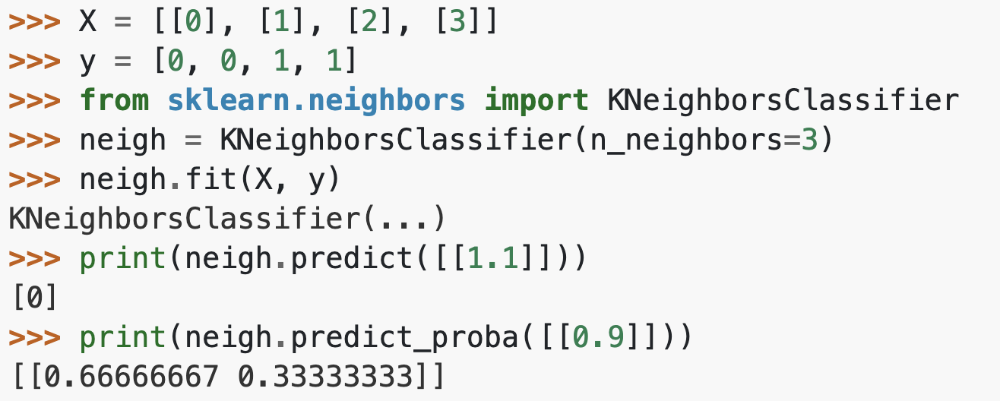 >>> X = [[0], [1], [2], [3]]
>>> y = [0, 0, 1, 1]
>>> from sklearn.neighbors import KNeighborsClassifier
>>> neigh = KNeighborsClassifier(n_neighbors=3)
>>> neigh.fit(X, y)
KNeighborsClassifier(...)
>>> print(neigh.predict([[1.1]]))
[0]
>>> print(neigh.predict_proba([[0.9]]))
[[0.66666667 0.33333333]]